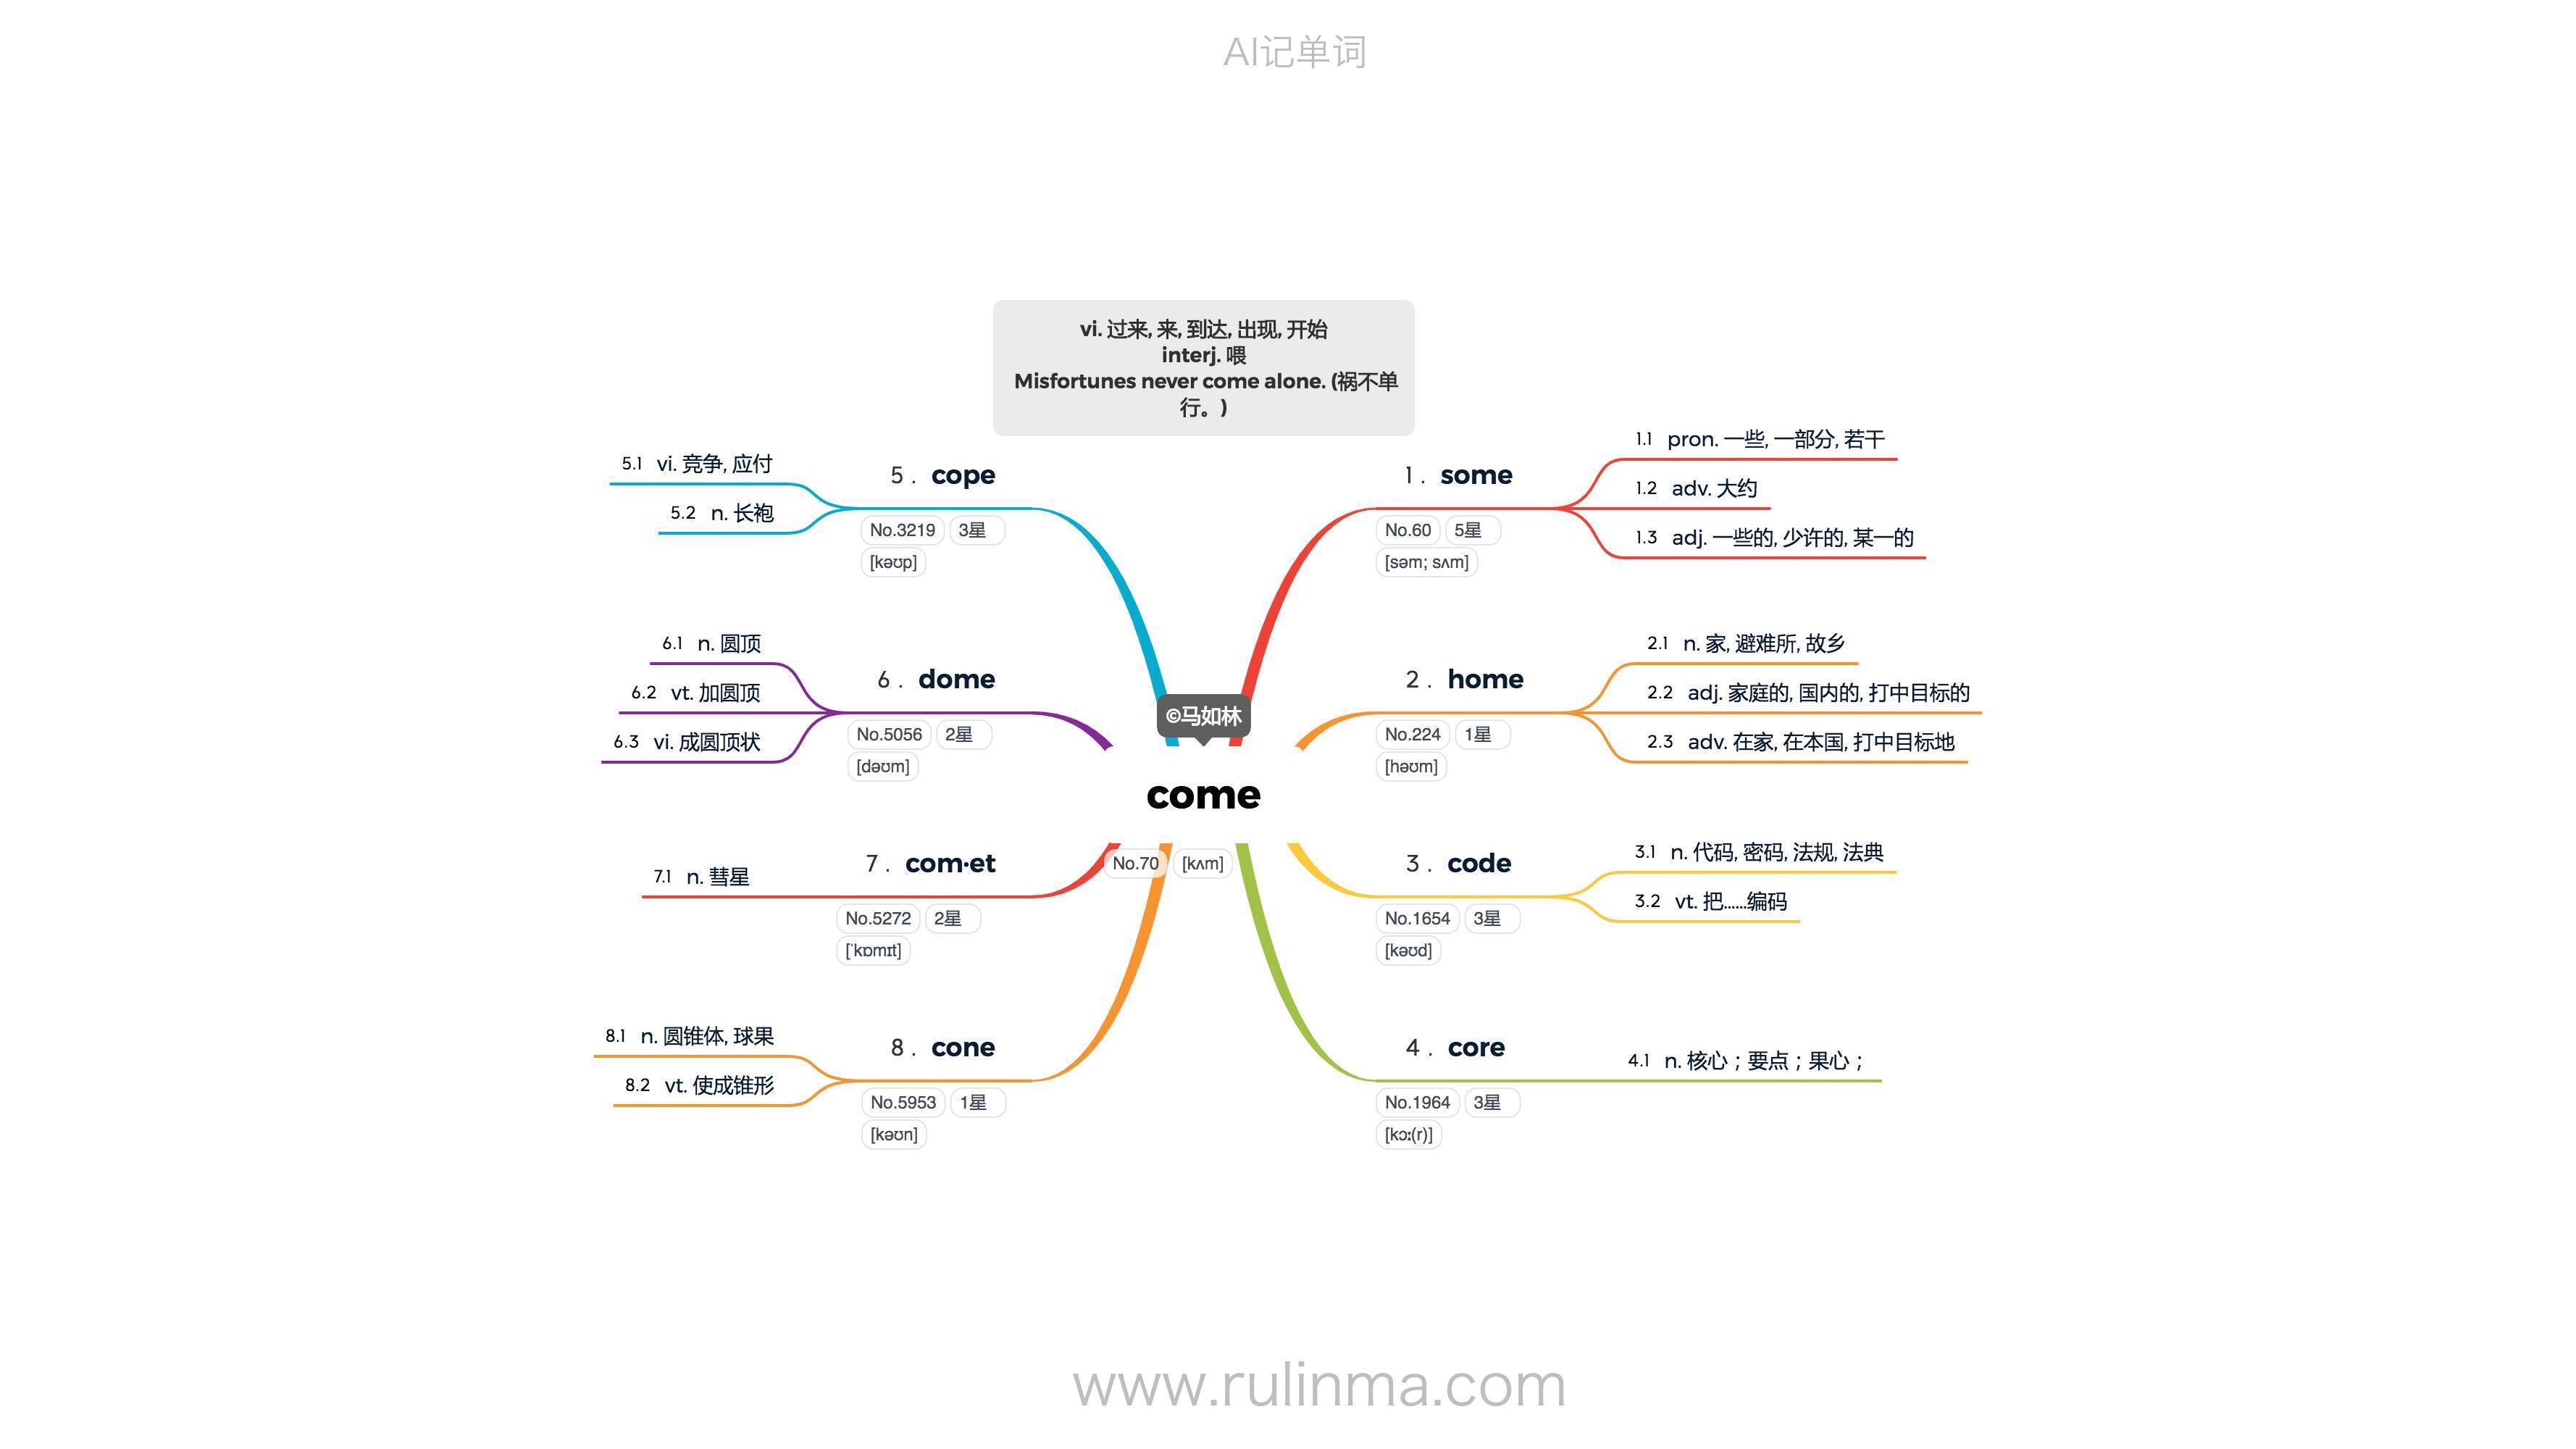 AI记单词
vi. 过来, 来, 到达, 出现, 开始
interj. 喂
Misfortunes never come alone. (祸不单
行。)
©马如林
come
No.70 [kʌm]
1 . some
No.60 5星
[səm; sʌm]
1.1 pron. 一些, 一部分, 若干
1.2 adv. 大约
1.3 adj. 一些的, 少许的, 某一的
2 . home
No.224 1星
[həʊm]
2.1 n. 家, 避难所, 故乡
2.2 adj. 家庭的, 国内的, 打中目标的
2.3 adv. 在家, 在本国, 打中目标地
3 . code
No.1654 3星
[kəʊd]
3.1 n. 代码, 密码, 法规, 法典
3.2 vt. 把......编码
4 . core
No.1964 3星
[kɔː(r)]
4.1 n. 核心；要点；果心；
5 . cope
No.3219 3星
[kəʊp]
5.1 vi. 竞争, 应付
5.2 n. 长袍
6 . dome
No.5056 2星
[dəʊm]
6.1 n. 圆顶
6.2 vt. 加圆顶
6.3 vi. 成圆顶状
7 . com·et
No.5272 2星
[ˈkɒmɪt]
7.1 n. 彗星
8 . cone
No.5953 1星
[kəʊn]
8.1 n. 圆锥体, 球果
8.2 vt. 使成锥形
www.rulinma.com